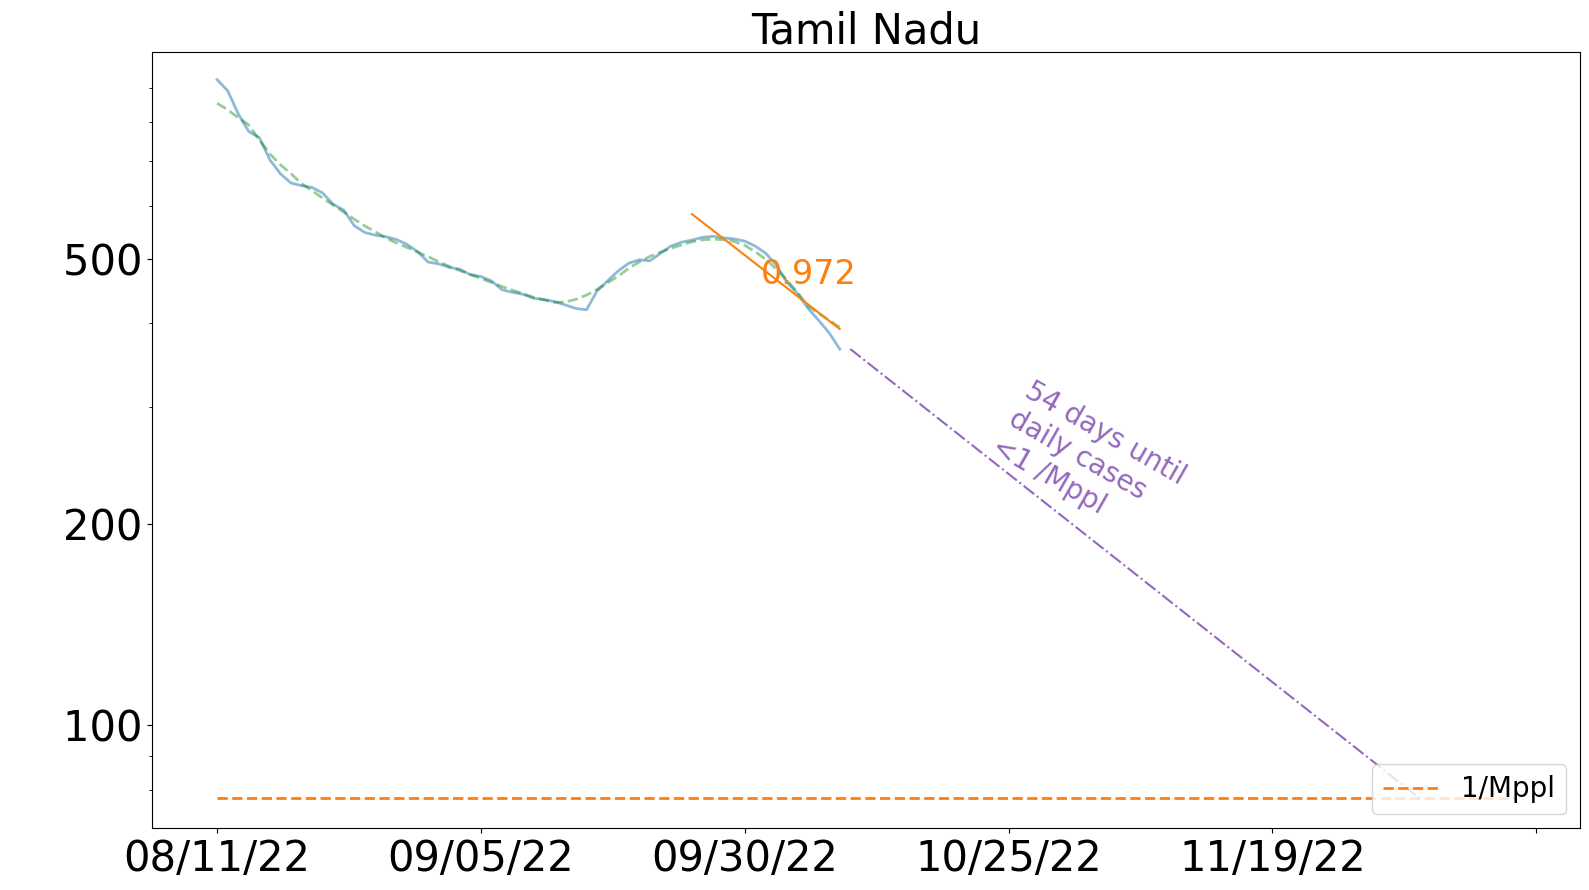 Tamil Nadu
500
200
100
0.972
54 days until
daily cases
<1 /Mppl
1/Mppl
08/11/22
09/05/22
09/30/22
10/25/22
11/19/22